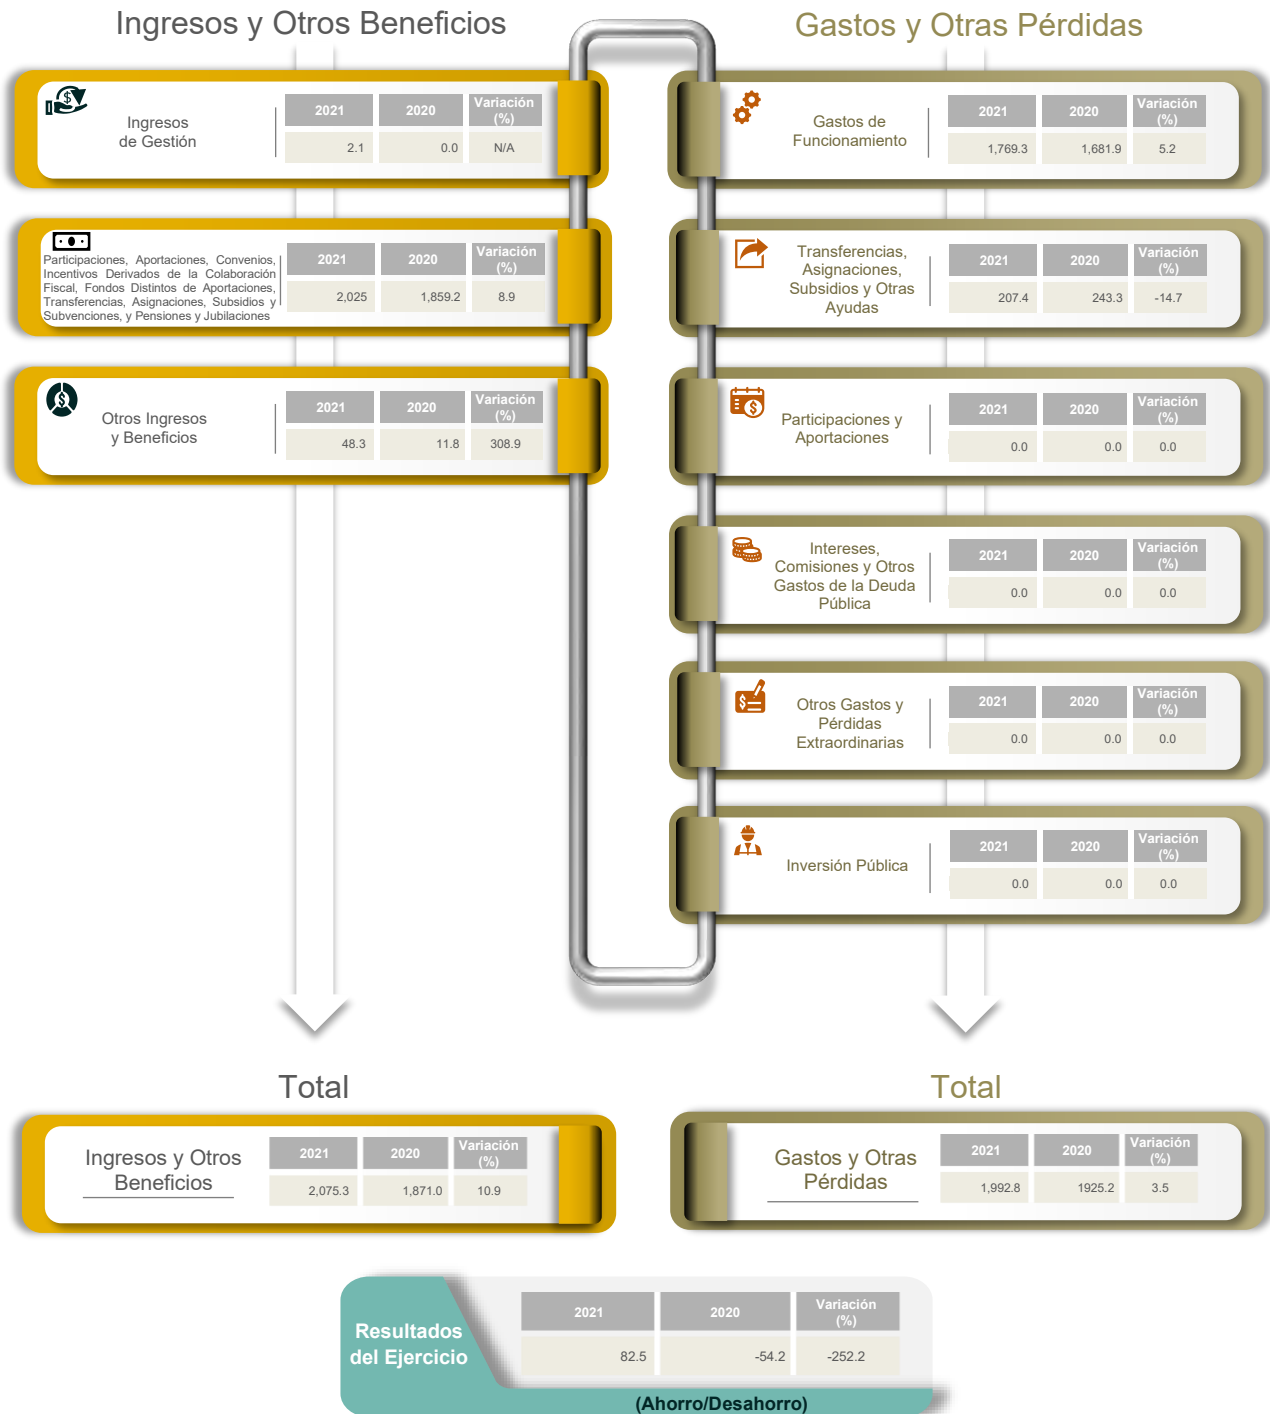 Ingresos y Otros Beneficios
Ingresos
de Gestión
2021 2020 Variación
(%)
2.1 0.0 N/A
Participaciones, Aportaciones, Convenios,
Incentivos Derivados de la Colaboración
Fiscal, Fondos Distintos de Aportaciones,
Transferencias, Asignaciones, Subsidios y
Subvenciones, y Pensiones y Jubilaciones
2021 2020 Variación
(%)
2,025 1,859.2 8.9
Otros Ingresos
y Beneficios
2021 2020 Variación
(%)
48.3 11.8 308.9
Gastos y Otras Pérdidas
Gastos de
Funcionamiento
2021 2020 Variación
(%)
1,769.3 1,681.9 5.2
Transferencias,
Asignaciones,
Subsidios y Otras
Ayudas
2021 2020 Variación
(%)
207.4 243.3 -14.7
Participaciones y
Aportaciones
2021 2020 Variación
(%)
0.0 0.0 0.0
Intereses,
Comisiones y Otros
Gastos de la Deuda
Pública
2021 2020 Variación
(%)
0.0 0.0 0.0
Otros Gastos y
Pérdidas
Extraordinarias
2021 2020 Variación
(%)
0.0 0.0 0.0
Inversión Pública
2021 2020 Variación
(%)
0.0 0.0 0.0
Total
Ingresos y Otros
Beneficios
2021 2020 Variación
(%)
2,075.3 1,871.0 10.9
Total
Gastos y Otras
Pérdidas
2021 2020 Variación
(%)
1,992.8 1925.2 3.5
Resultados
del Ejercicio
2021 2020 Variación
(%)
82.5 -54.2 -252.2
(Ahorro/Desahorro)